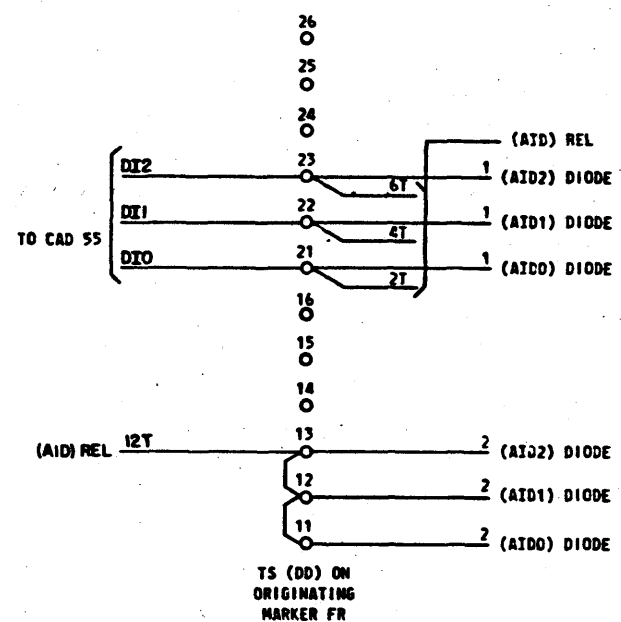 26
25
24
(AID) REL
DI2 23 6T 1 (AID2) DIODE
DI1 22 4T 1 (AID1) DIODE
TO CAD 55
DI0 21 2T 1 (AID0) DIODE
16
15
14
(AID) REL 12T 13 2 (AID2) DIODE
12 2 (AID1) DIODE
11 2 (AID0) DIODE
TS (DD) ON
ORIGINATING
MARKER FR